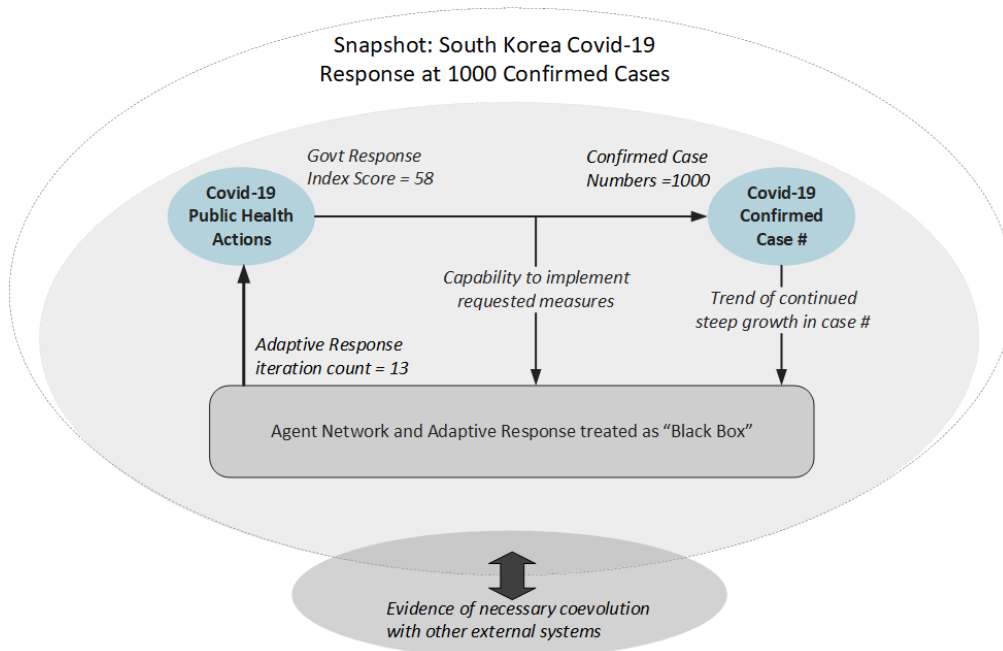 Snapshot: South Korea Covid-19
Response at 1000 Confirmed Cases
Govt Response
Index Score = 58
Confirmed Case
Numbers =1000
Covid-19
Public Health
Actions
Covid-19
Confirmed
Case #
Capability to implement
requested measures
Trend of continued
steep growth in case #
Adaptive Response
iteration count = 13
Agent Network and Adaptive Response treated as “Black Box”
Evidence of necessary coevolution
with other external systems